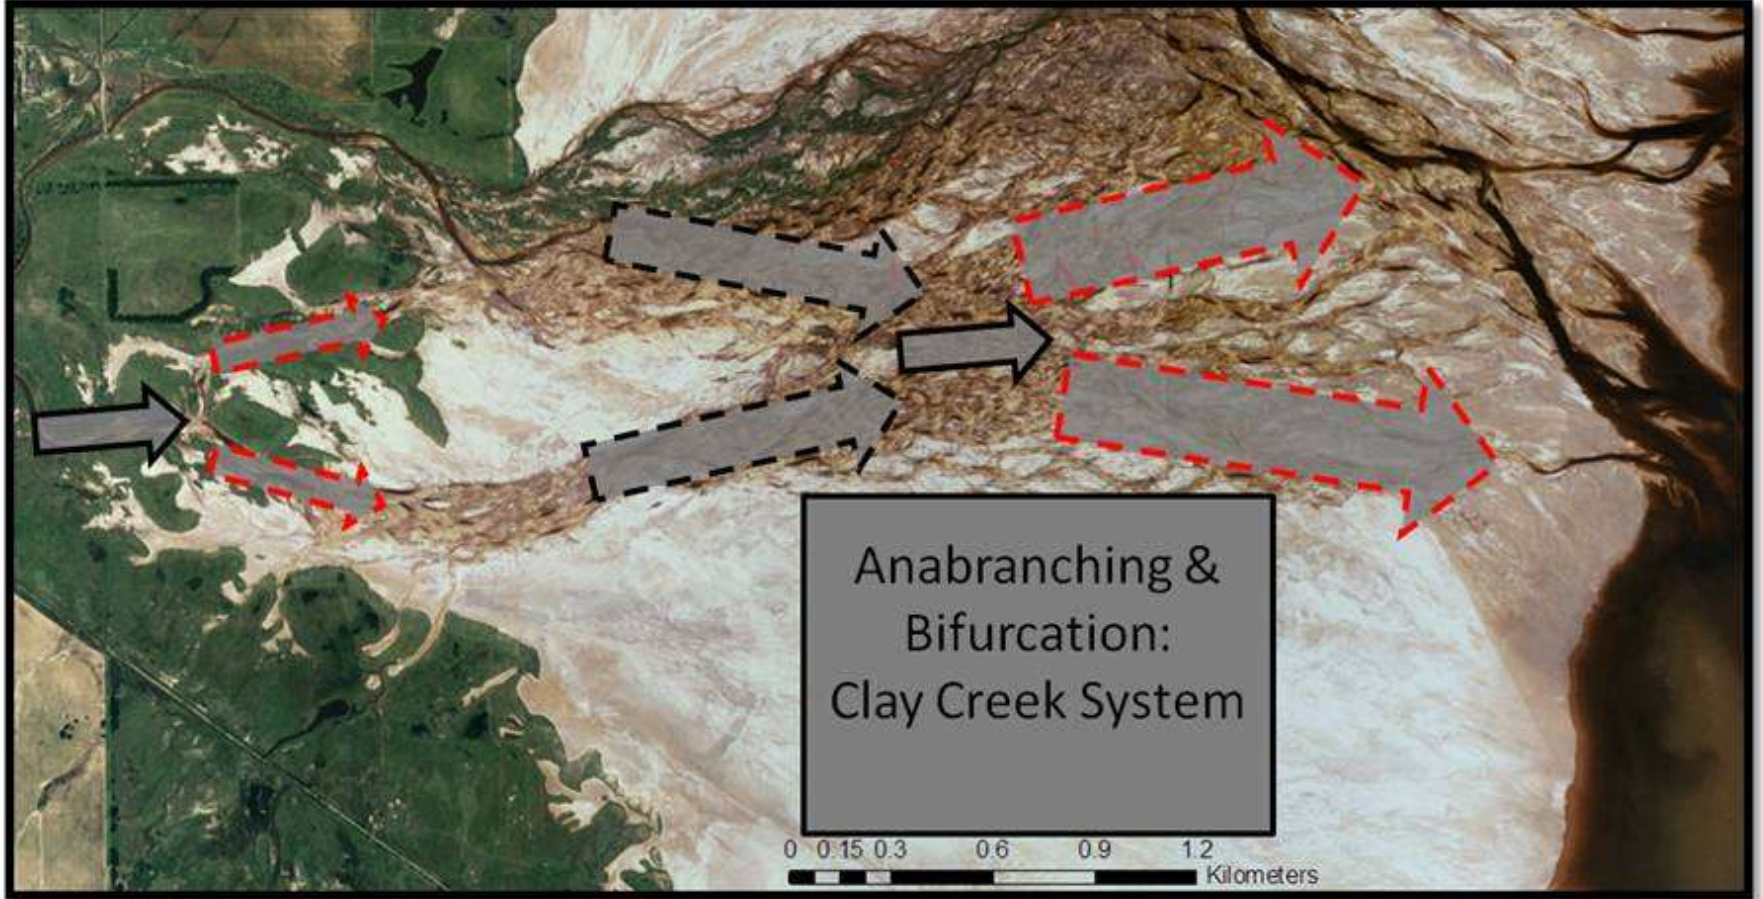 Anabranching &
Bifurcation:
Clay Creek System
0 0.15 0.3 0.6 0.9 1.2
Kilometers